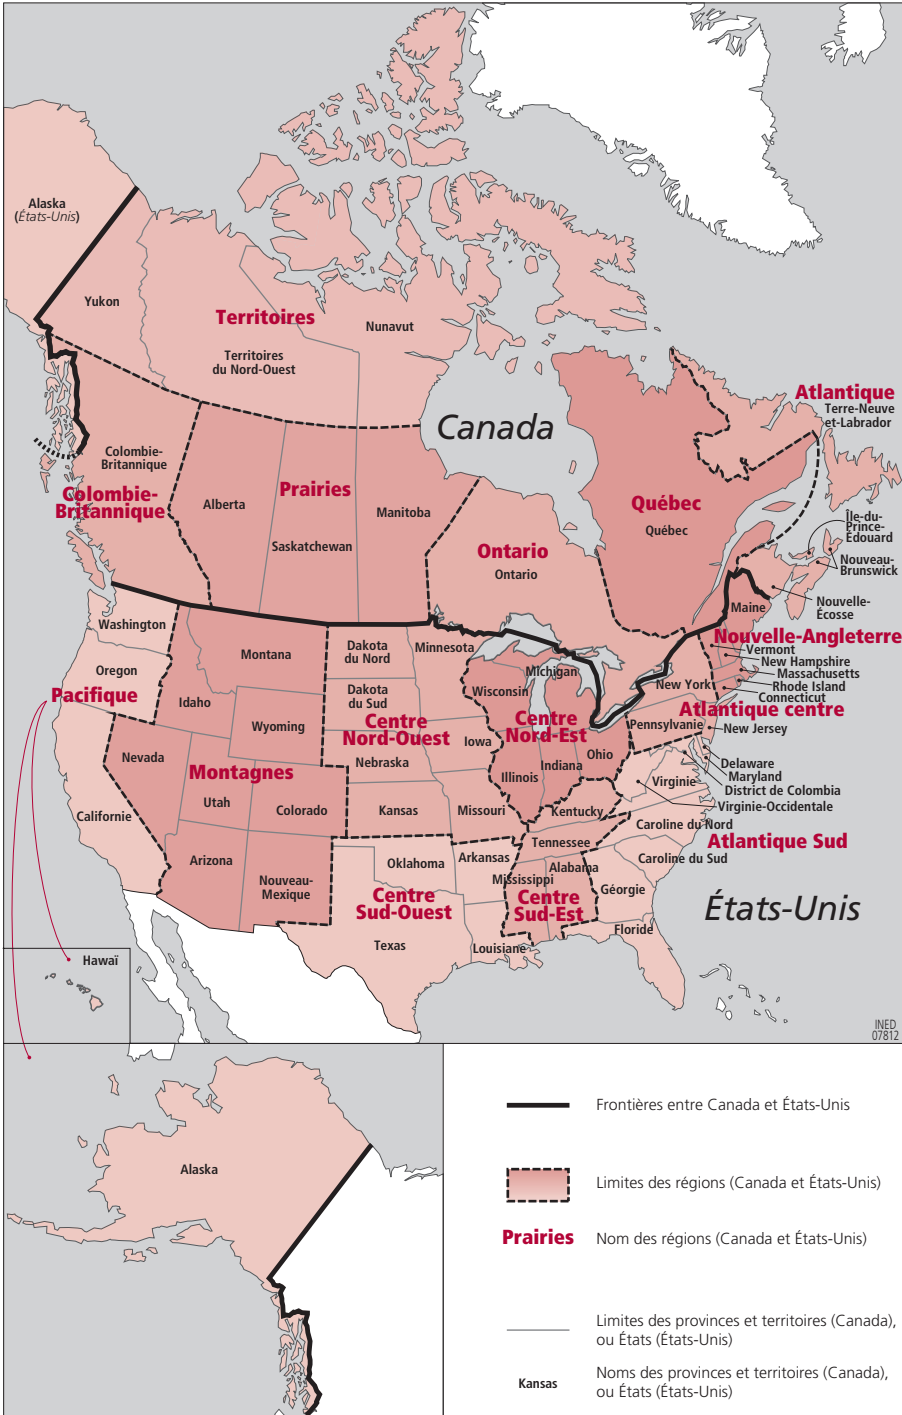 Alaska
(États-Unis)
Yukon
Territoires
Nunavut
Territoires
du Nord-Ouest
Canada
Atlantique
Terre-Neuve
et-Labrador
Colombie-
Britannique
Colombie-
Britannique
Alberta
Prairies
Manitoba
Saskatchewan
Québec
Québec
Ontario
Ontario
Île-du-
Prince-
Édouard
Nouveau-
Brunswick
Nouvelle-
Écosse
Maine
Nouvelle-Angleterre
Vermont
New Hampshire
Massachusetts
Rhode Island
Connecticut
Washington
Oregon
Pacifique
Montana
Idaho
Wyoming
Dakota
du Nord
Minnesota
Dakota
du Sud
Centre
Nord-Ouest
Michigan
Wisconsin
Centre
Nord-Est
New York
Atlantique centre
Pennsylvanie
New Jersey
Nevada
Montagnes
Nebraska
Iowa
Illinois
Indiana
Ohio
Delaware
Maryland
District de Colombia
Virginie
Virginie-Occidentale
Californie
Utah
Colorado
Kansas
Missouri
Kentucky
Caroline du Nord
Atlantique Sud
Arizona
Nouveau-
Mexique
Oklahoma
Arkansas
Tennessee
Caroline du Sud
Mississippi
Alabama
Géorgie
Centre
Sud-Ouest
Centre
Sud-Est
États-Unis
Texas
Louisiane
Floride
Hawaï
INED
07812
Alaska
Frontières entre Canada et États-Unis
Limites des régions (Canada et États-Unis)
Prairies Nom des régions (Canada et États-Unis)
Limites des provinces et territoires (Canada),
ou États (États-Unis)
Kansas Noms des provinces et territoires (Canada),
ou États (États-Unis)